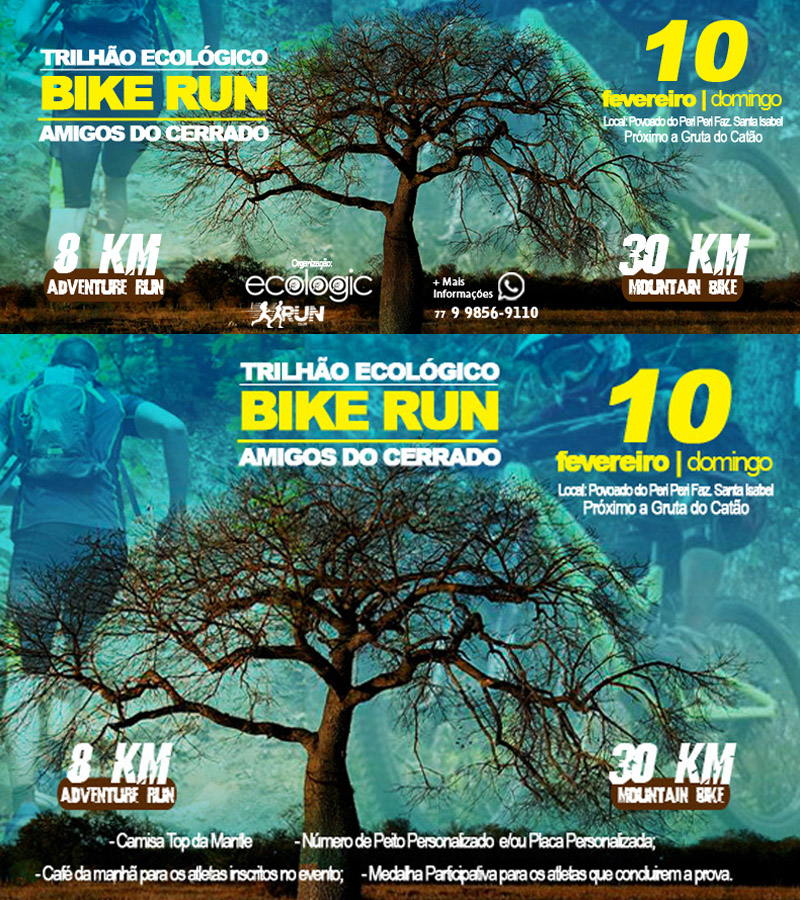 TRILHÃO ECOLÓGICO
BIKE RUN
AMIGOS DO CERRADO
10
fevereiro | domingo
Local: Povoado do Peri Peri Faz. Santa Isabel
Próximo a Gruta do Catão
8 KM
ADVENTURE RUN
Organização:
ecologic
RUN
+ Mais
Informações
77 9 9856-9110
30 KM
MOUNTAIN BIKE
TRILHÃO ECOLÓGICO
BIKE RUN
AMIGOS DO CERRADO
10
fevereiro | domingo
Local: Povoado do Peri Peri Faz. Santa Isabel
Próximo a Gruta do Catão
8 KM
ADVENTURE RUN
30 KM
MOUNTAIN BIKE
- Camisa Top da Mantle - Número de Peito Personalizado e/ou Placa Personalizada;
- Café da manhã para os atletas inscritos no evento; - Medalha Participativa para os atletas que concluirem a prova.